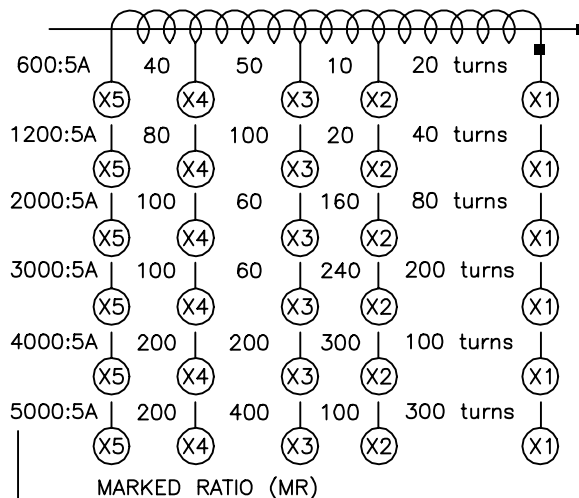 600:5A 40 50 10 20 turns
X5 X4 X3 X2 X1
1200:5A 80 100 20 40 turns
X5 X4 X3 X2 X1
2000:5A 100 60 160 80 turns
X5 X4 X3 X2 X1
3000:5A 100 60 240 200 turns
X5 X4 X3 X2 X1
4000:5A 200 200 300 100 turns
X5 X4 X3 X2 X1
5000:5A 200 400 100 300 turns
X5 X4 X3 X2 X1
MARKED RATIO (MR)